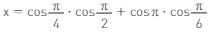 x = cos π/4 · cos π/2 + cos π · cos π/6